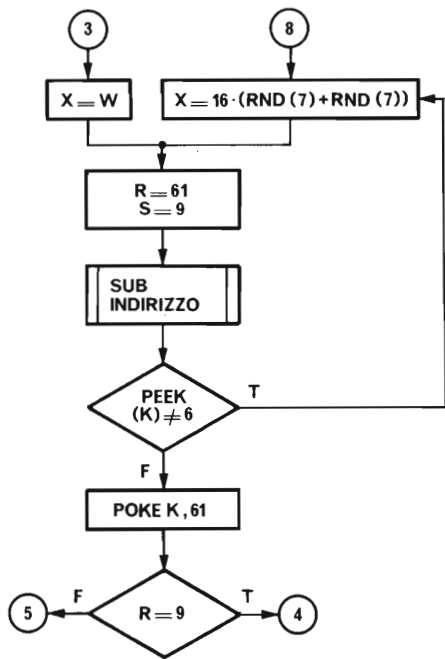 3
8
X = W
X = 16·(RND (7) + RND (7))
R = 61
S = 9
SUB
INDIRIZZO
PEEK
(K) ≠ 6
T
F
POKE K, 61
F
T
5
R = 9
4